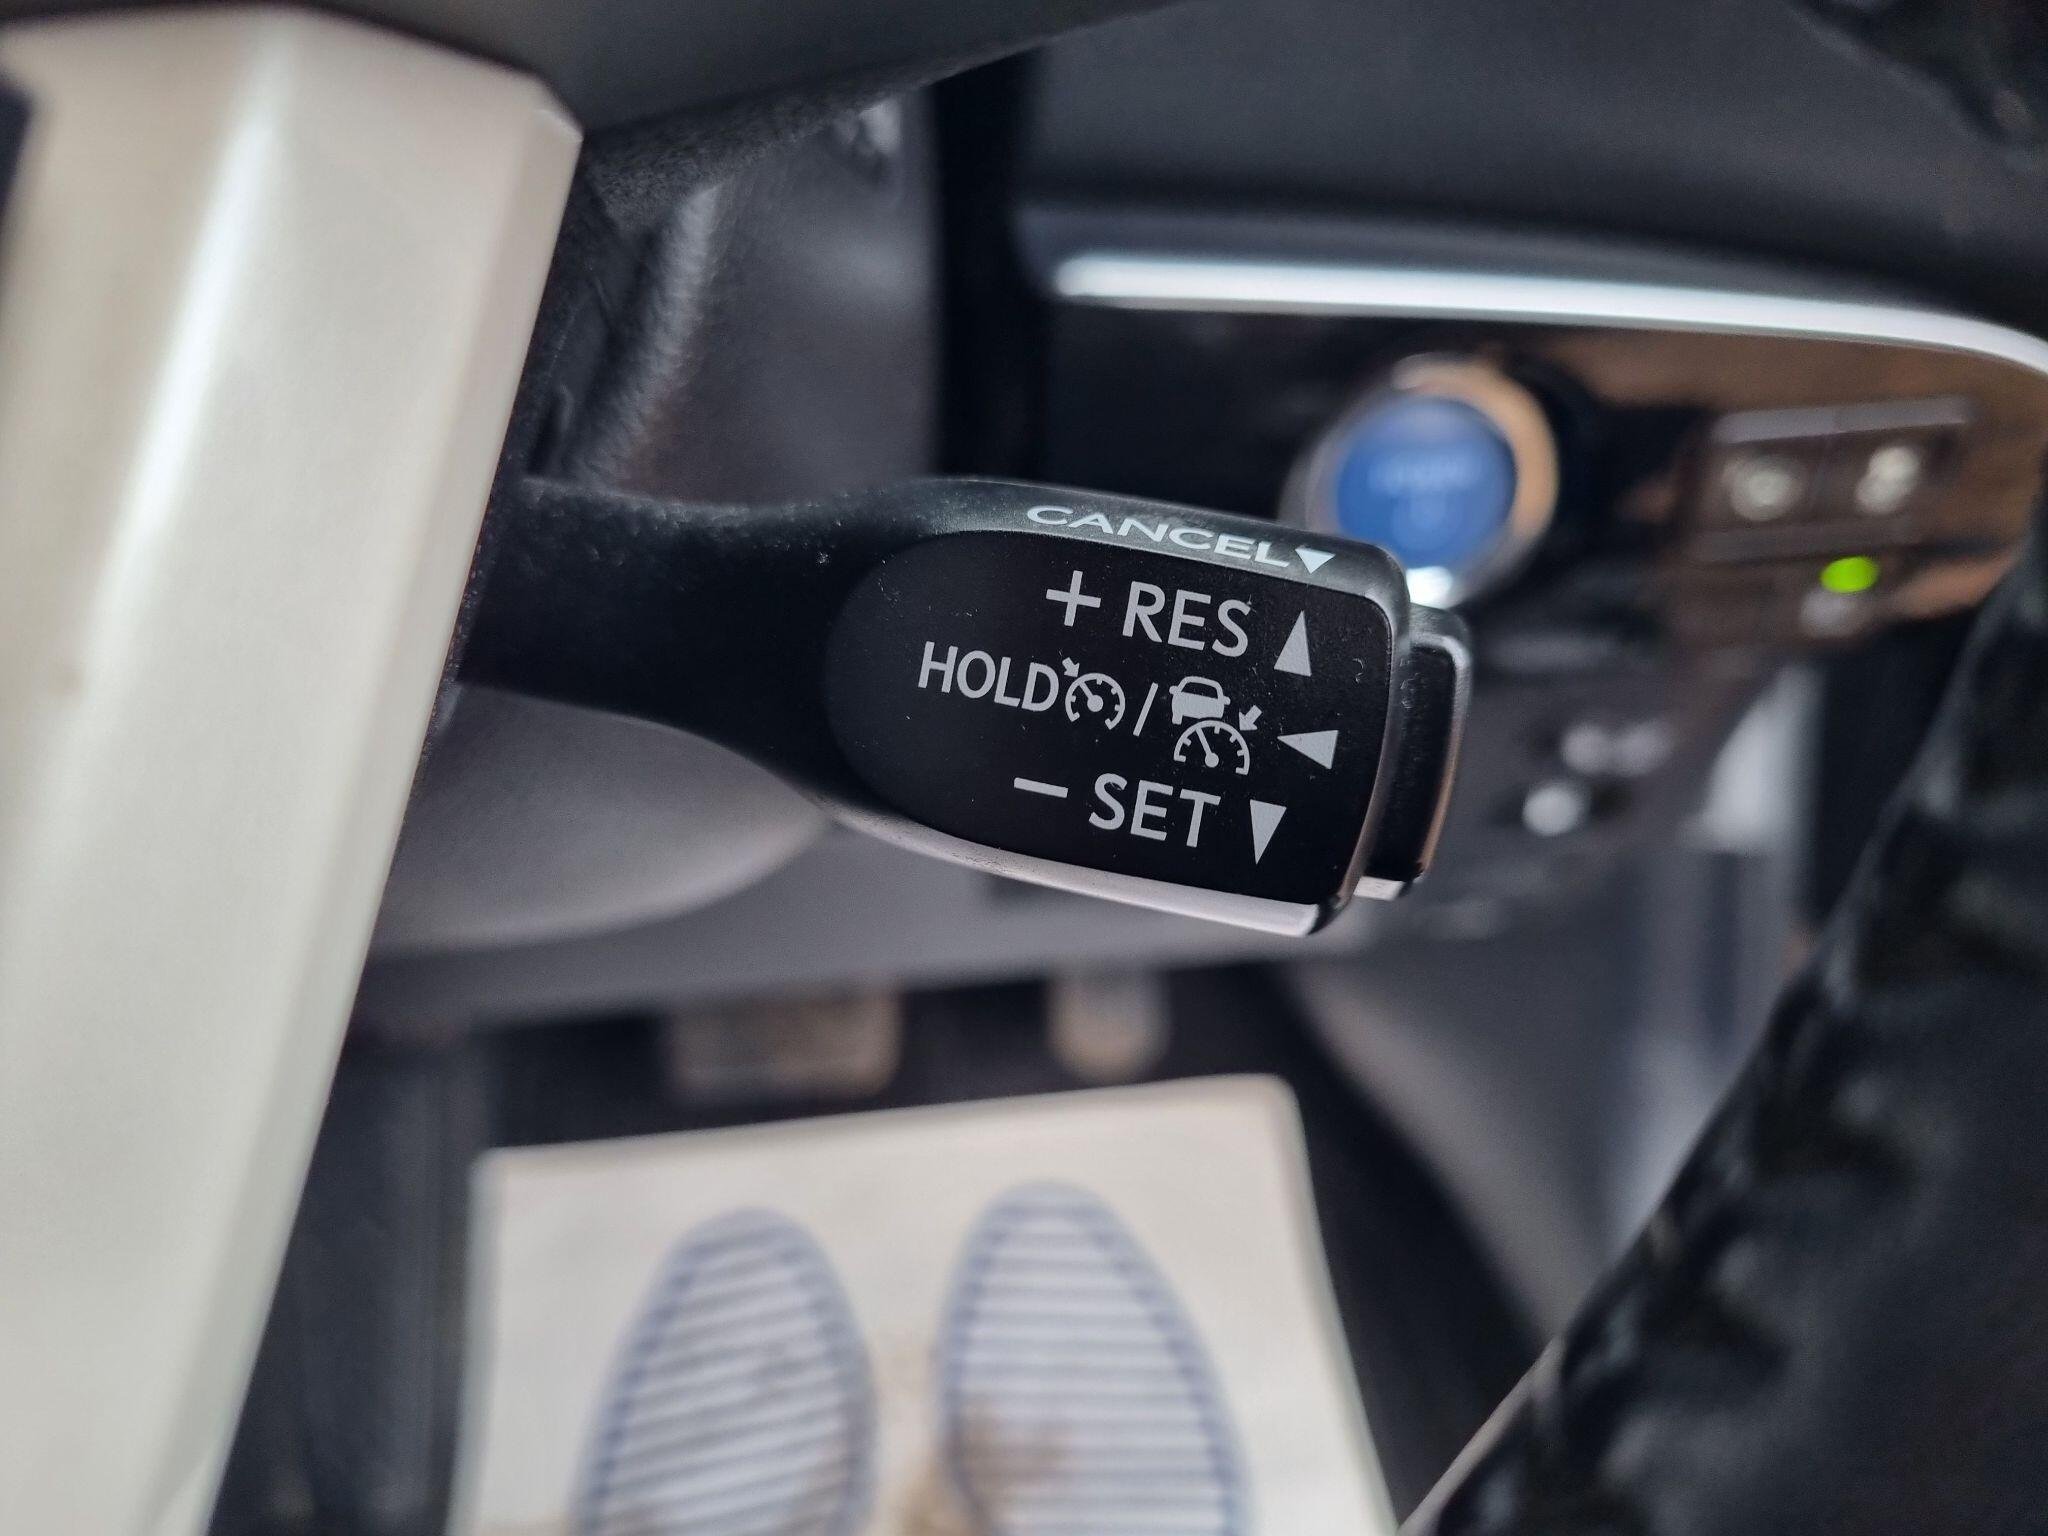 CANCEL
+ RES
HOLD /
− SET